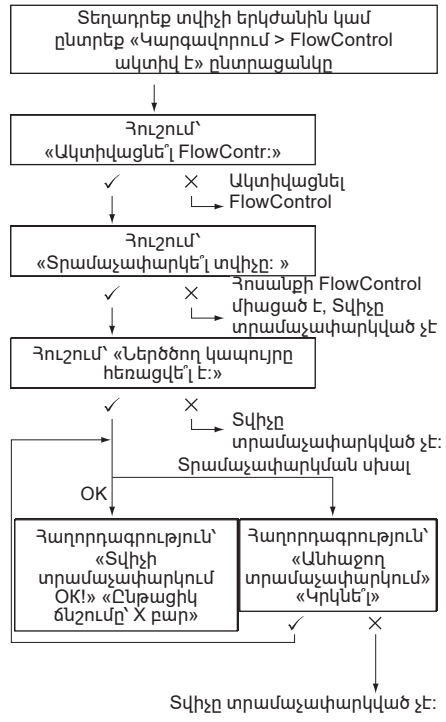 Տեղադրեք տվիչի երկժանին կամ
ընտրեք «Կարգավորում > FlowControl
ակտիվ է» ընտրացանկը
Հուշում՝
«Ակտիվացնե՞լ FlowContr:»
Ակտիվացնել
FlowControl
Հուշում՝
«Տրամաչափարկե՞լ տվիչը: »
Հոսանքի FlowControl
միացած է, Տվիչը
տրամաչափարկված չէ
Հուշում՝ «Ներծծող կապույրը
հեռացվե՞լ է:»
Տվիչը
տրամաչափարկված չէ:
Տրամաչափարկման սխալ
OK
Հաղորդագրություն՝
«Տվիչի
տրամաչափարկում
OK!» «Ընթացիկ
ճնշումը՝ X բար»
Հաղորդագրություն՝
«Անհաջող
տրամաչափարկում»
«Կրկնե՞լ»
Տվիչը տրամաչափարկված չէ: